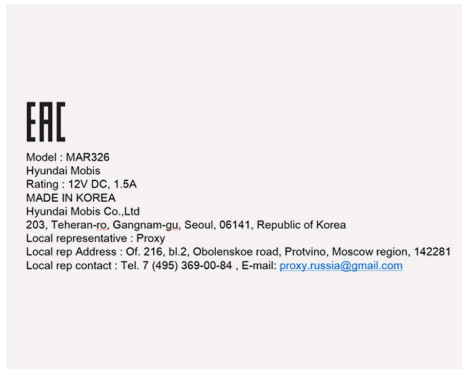 EAC
Model : MAR326
Hyundai Mobis
Rating : 12V DC, 1.5A
MADE IN KOREA
Hyundai Mobis Co.,Ltd
203, Teheran-ro, Gangnam-gu, Seoul, 06141, Republic of Korea
Local representative : Proxy
Local rep Address : Of. 216, bl.2, Obolenskoe road, Protvino, Moscow region, 142281
Local rep contact : Tel. 7 (495) 369-00-84 , E-mail: proxy.russia@gmail.com